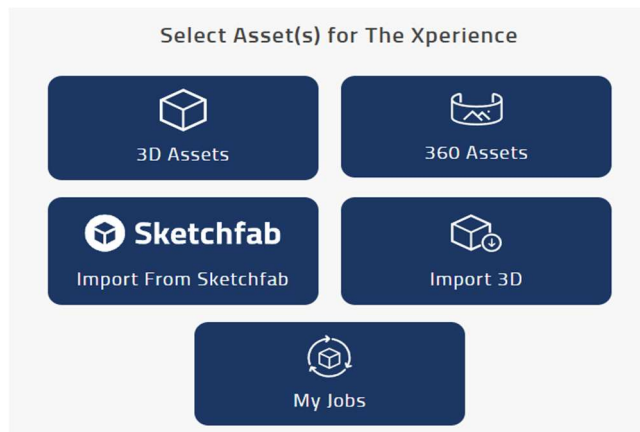 Select Asset(s) for The Xperience
3D Assets
360 Assets
Sketchfab
Import From Sketchfab
Import 3D
My Jobs